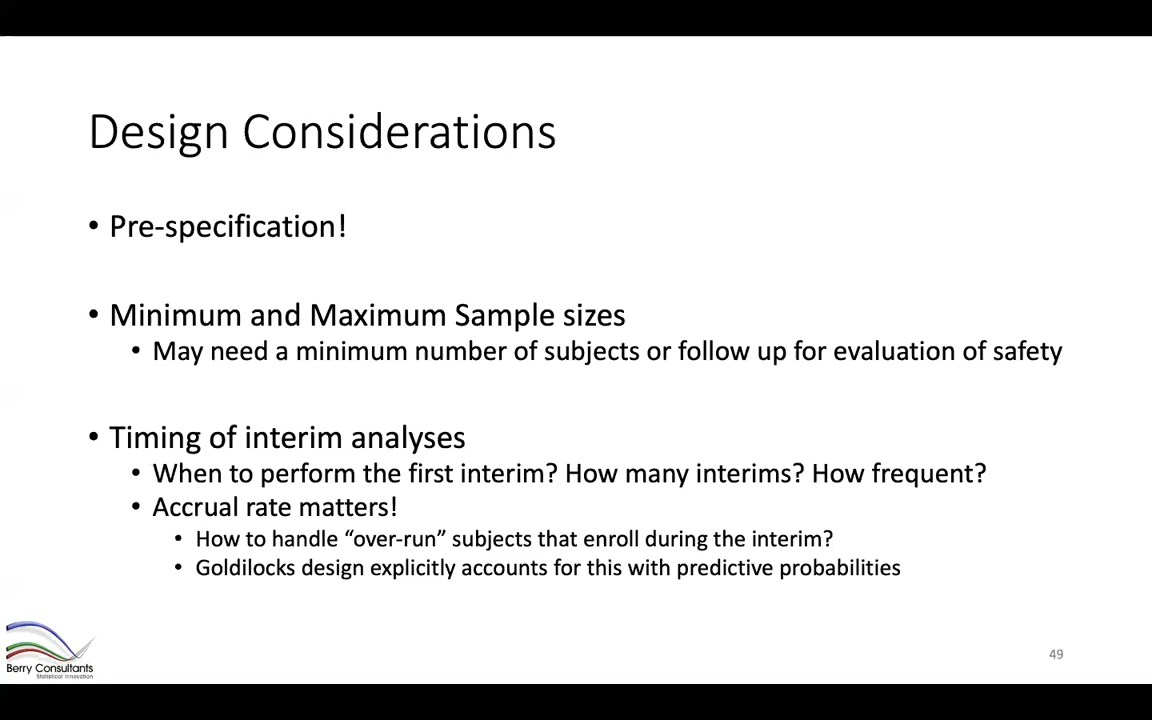 Design Considerations
• Pre-specification!
• Minimum and Maximum Sample sizes
• May need a minimum number of subjects or follow up for evaluation of safety
• Timing of interim analyses
• When to perform the first interim? How many interims? How frequent?
• Accrual rate matters!
• How to handle “over-run” subjects that enroll during the interim?
• Goldilocks design explicitly accounts for this with predictive probabilities
Berry Consultants
Statistical Innovation
49